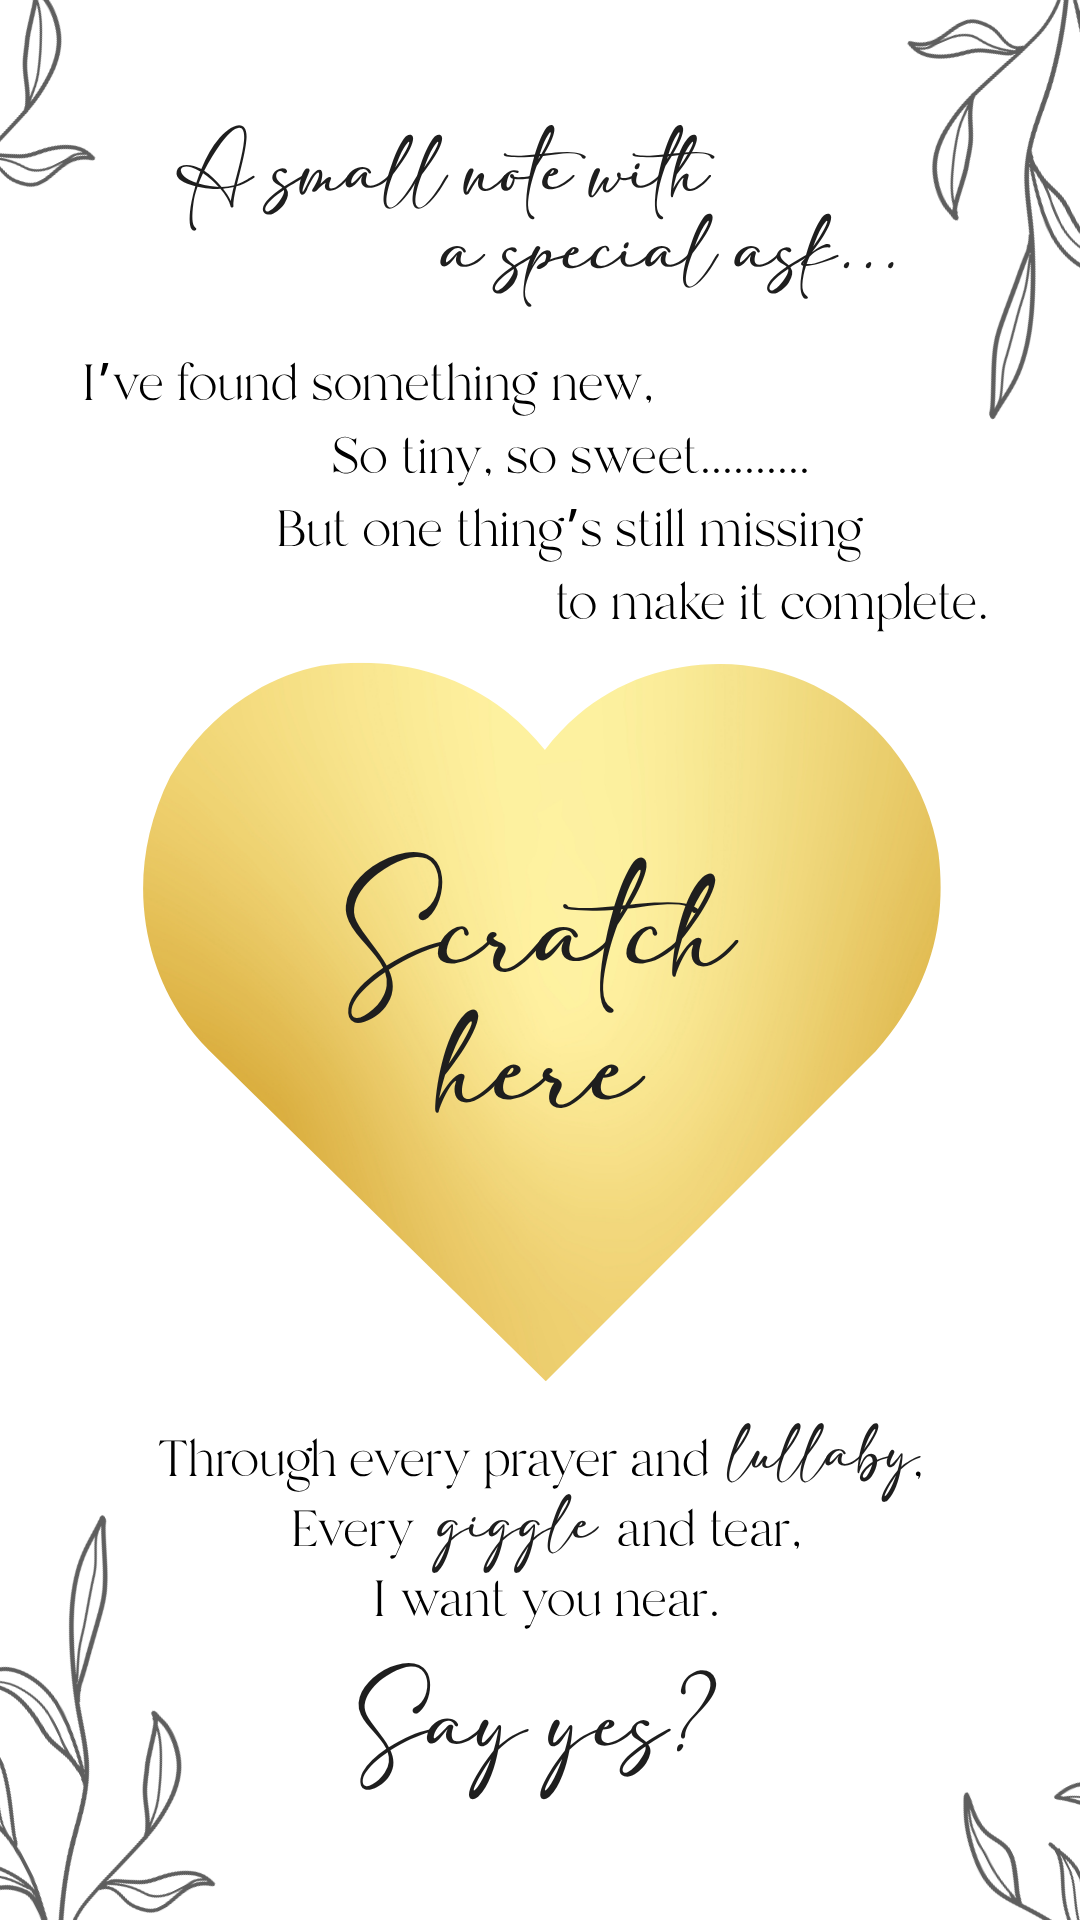 A small note with
a special ask...
I've found something new,
So tiny, so sweet..........
But one thing's still missing
to make it complete.
Scratch
here
Through every prayer and lullaby,
Every giggle and tear,
I want you near.
Say yes?